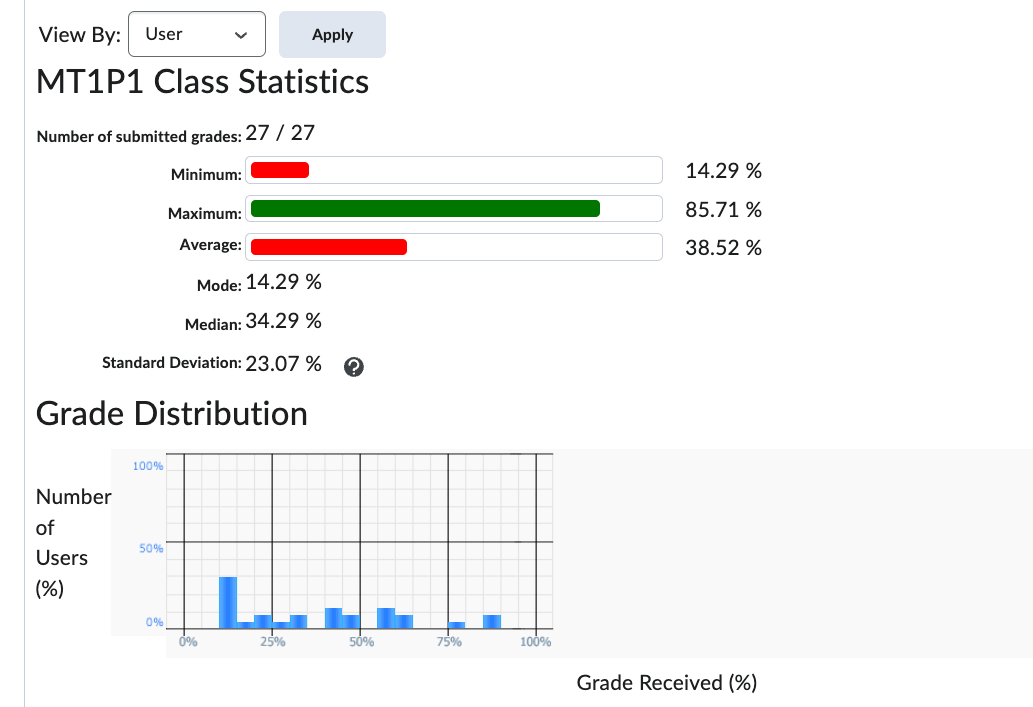 View By: User Apply
MT1P1 Class Statistics
Number of submitted grades: 27 / 27
Minimum: 14.29 %
Maximum: 85.71 %
Average: 38.52 %
Mode: 14.29 %
Median: 34.29 %
Standard Deviation: 23.07 % ?
Grade Distribution
Number
of
Users
(%)
100%
50%
0%
0% 25% 50% 75% 100%
Grade Received (%)